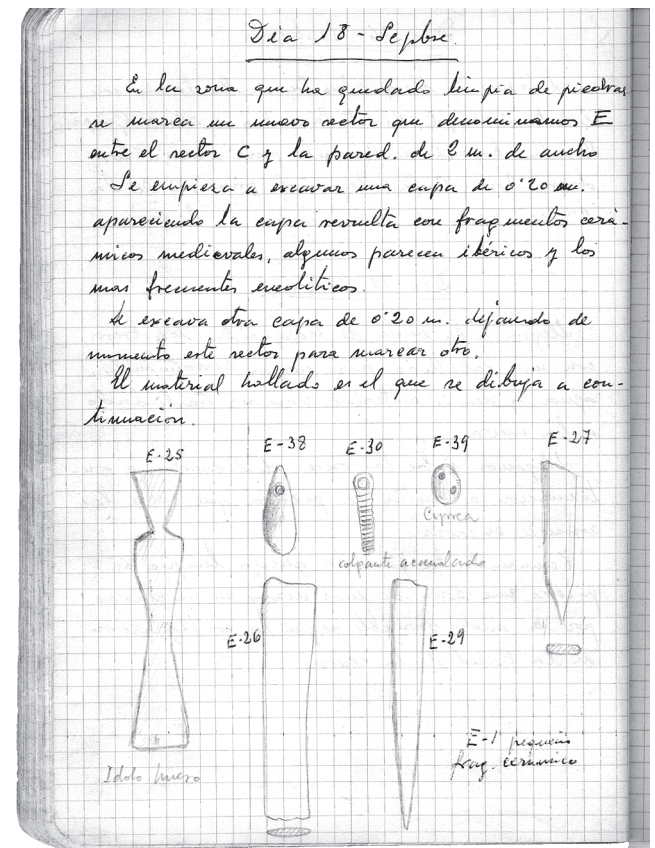 Dia 18 - Sepbre.
En la zona que ha quedado limpia de piedras
se marca un nuevo sector que denominamos E
entre el sector C y la pared. de 2 m. de ancho
Se empieza a excavar una capa de 0'20 m.
apareciendo la capa revuelta con fragmentos cerá-
micos medievales, algunos parecen ibéricos y los
mas frecuentes eneolíticos.
Se excava otra capa de 0'20 m. dejando de
momento este sector para marcar otro.
El material hallado es el que se dibuja a con-
tinuación.
E-25
E-38
E-30
E-39
E-27
Ciprea
colgante acanalado
E-26
E-29
E-1 pequeño
frag. ceramico
Idolo hueso